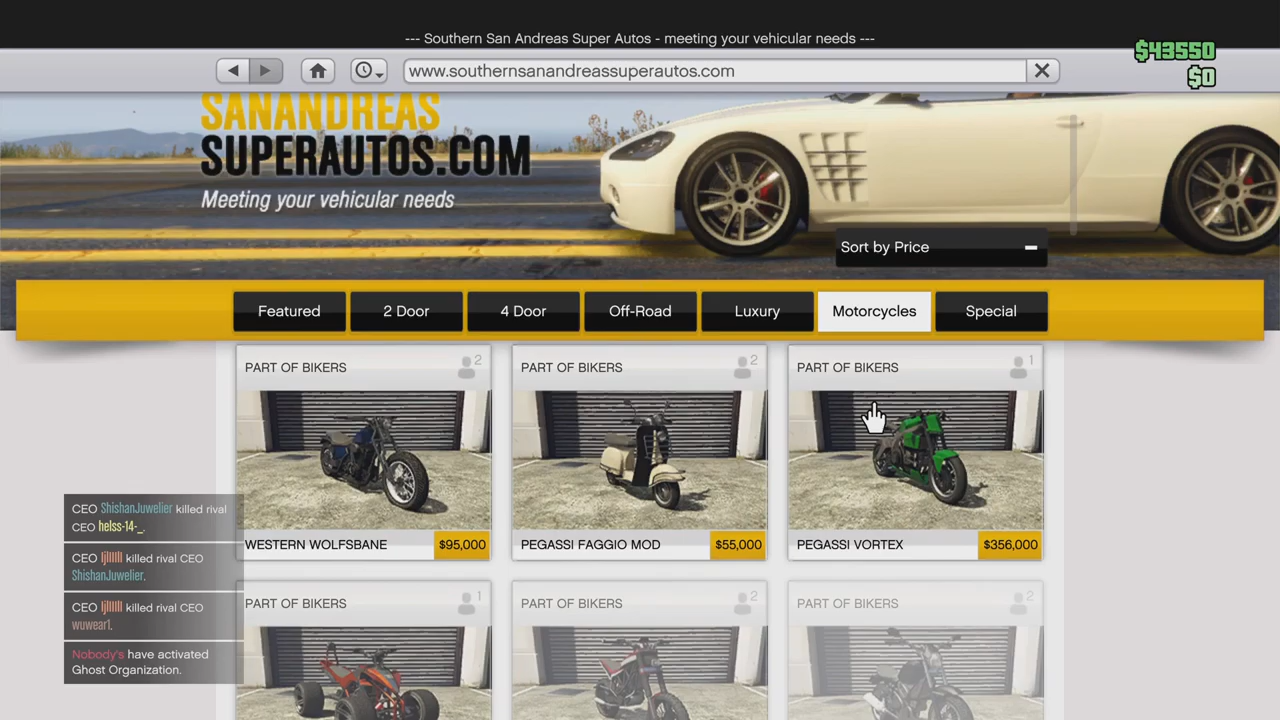 --- Southern San Andreas Super Autos - meeting your vehicular needs ---
$43550
www.southernsanandreassuperautos.com
$0
SANANDREAS
SUPERAUTOS.COM
Meeting your vehicular needs
Sort by Price
Featured
2 Door
4 Door
Off-Road
Luxury
Motorcycles
Special
PART OF BIKERS
2
PART OF BIKERS
2
PART OF BIKERS
1
WESTERN WOLFSBANE
$95,000
PEGASSI FAGGIO MOD
$55,000
PEGASSI VORTEX
$356,000
PART OF BIKERS
1
PART OF BIKERS
2
PART OF BIKERS
2
CEO ShishanJuwelier killed rival
CEO helss-14-_.
CEO killed rival CEO
ShishanJuwelier.
CEO killed rival CEO
wuwear1.
Nobody's have activated
Ghost Organization.